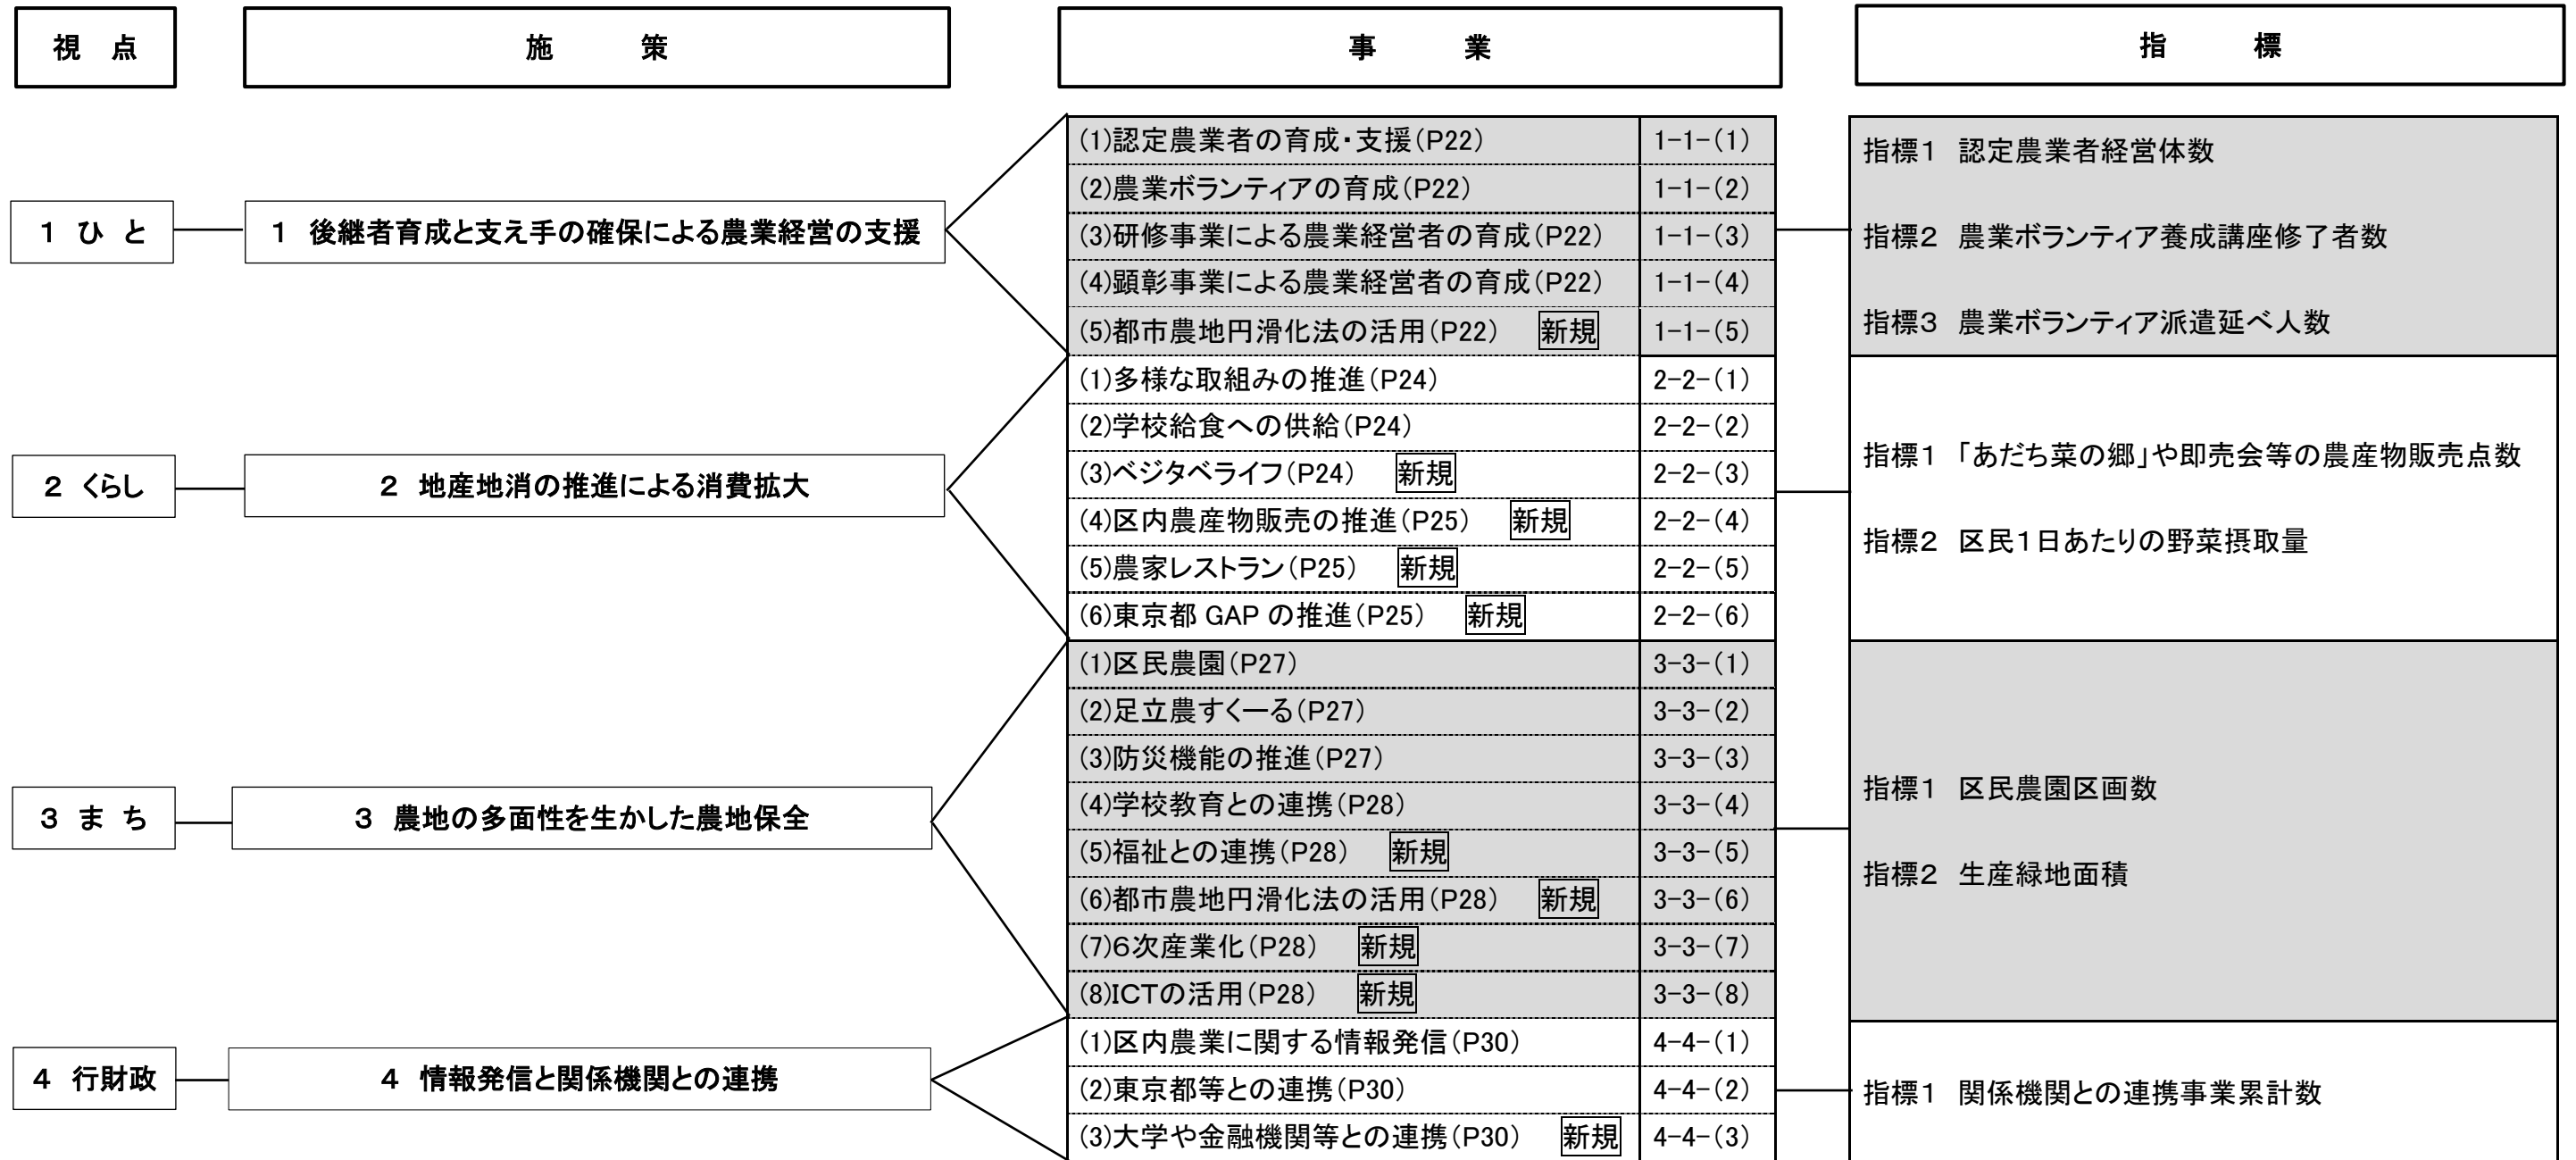 視 点
施 策
事 業
指 標
1 ひ と
1 後継者育成と支え手の確保による農業経営の支援
(1)認定農業者の育成・支援(P22) 1-1-(1)
(2)農業ボランティアの育成(P22) 1-1-(2)
(3)研修事業による農業経営者の育成(P22) 1-1-(3)
(4)顕彰事業による農業経営者の育成(P22) 1-1-(4)
(5)都市農地円滑化法の活用(P22) 新規 1-1-(5)
指標1 認定農業者経営体数
指標2 農業ボランティア養成講座修了者数
指標3 農業ボランティア派遣延べ人数
2 くらし
2 地産地消の推進による消費拡大
(1)多様な取組みの推進(P24) 2-2-(1)
(2)学校給食への供給(P24) 2-2-(2)
(3)ベジタベライフ(P24) 新規 2-2-(3)
(4)区内農産物販売の推進(P25) 新規 2-2-(4)
(5)農家レストラン(P25) 新規 2-2-(5)
(6)東京都 GAP の推進(P25) 新規 2-2-(6)
指標1 「あだち菜の郷」や即売会等の農産物販売点数
指標2 区民1日あたりの野菜摂取量
3 ま ち
3 農地の多面性を生かした農地保全
(1)区民農園(P27) 3-3-(1)
(2)足立農すくーる(P27) 3-3-(2)
(3)防災機能の推進(P27) 3-3-(3)
(4)学校教育との連携(P28) 3-3-(4)
(5)福祉との連携(P28) 新規 3-3-(5)
(6)都市農地円滑化法の活用(P28) 新規 3-3-(6)
(7)6次産業化(P28) 新規 3-3-(7)
(8)ICTの活用(P28) 新規 3-3-(8)
指標1 区民農園区画数
指標2 生産緑地面積
4 行財政
4 情報発信と関係機関との連携
(1)区内農業に関する情報発信(P30) 4-4-(1)
(2)東京都等との連携(P30) 4-4-(2)
(3)大学や金融機関等との連携(P30) 新規 4-4-(3)
指標1 関係機関との連携事業累計数